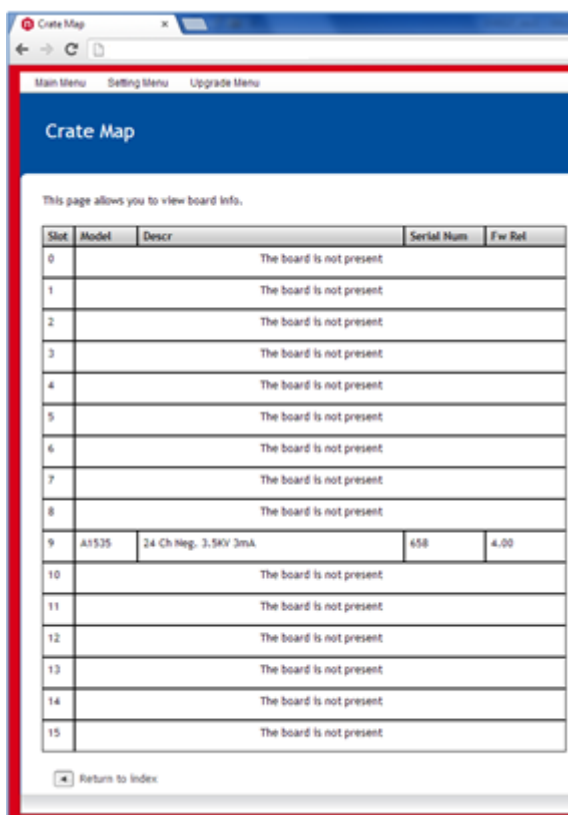 Crate Map
Main Menu Setting Menu Upgrade Menu
Crate Map
This page allows you to view board info.
Slot Model Descr Serial Num Fw Rel
0 The board is not present
1 The board is not present
2 The board is not present
3 The board is not present
4 The board is not present
5 The board is not present
6 The board is not present
7 The board is not present
8 The board is not present
9 A1535 24 Ch Neg. 3.5KV 3mA 658 4.00
10 The board is not present
11 The board is not present
12 The board is not present
13 The board is not present
14 The board is not present
15 The board is not present
Return to index